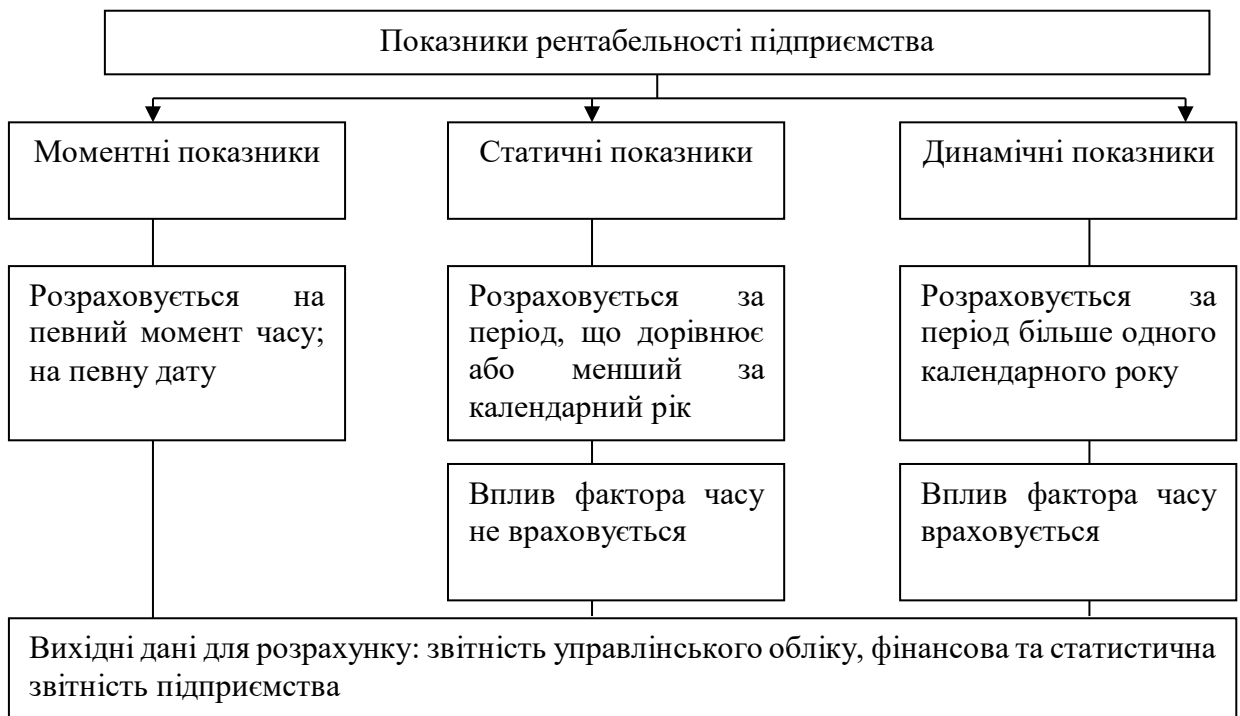 Показники рентабельності підприємства
Моментні показники
Статичні показники
Динамічні показники
Розраховується на
певний момент часу;
на певну дату
Розраховується за
період, що дорівнює
або менший за
календарний рік
Розраховується за
період більше одного
календарного року
Вплив фактора часу
не враховується
Вплив фактора часу
враховується
Вихідні дані для розрахунку: звітність управлінського обліку, фінансова та статистична
звітність підприємства